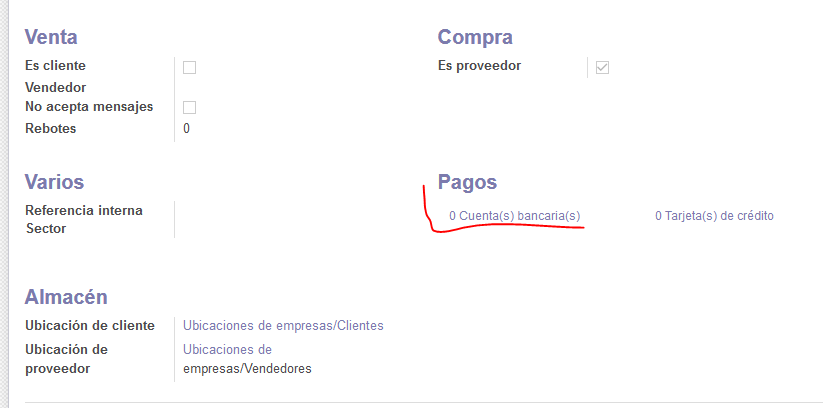 Venta
Es cliente
Vendedor
No acepta mensajes
Rebotes 0
Compra
Es proveedor
Varios
Referencia interna
Sector
Pagos
0 Cuenta(s) bancaria(s) 0 Tarjeta(s) de crédito
Almacén
Ubicación de cliente Ubicaciones de empresas/Clientes
Ubicación de Ubicaciones de
proveedor empresas/Vendedores